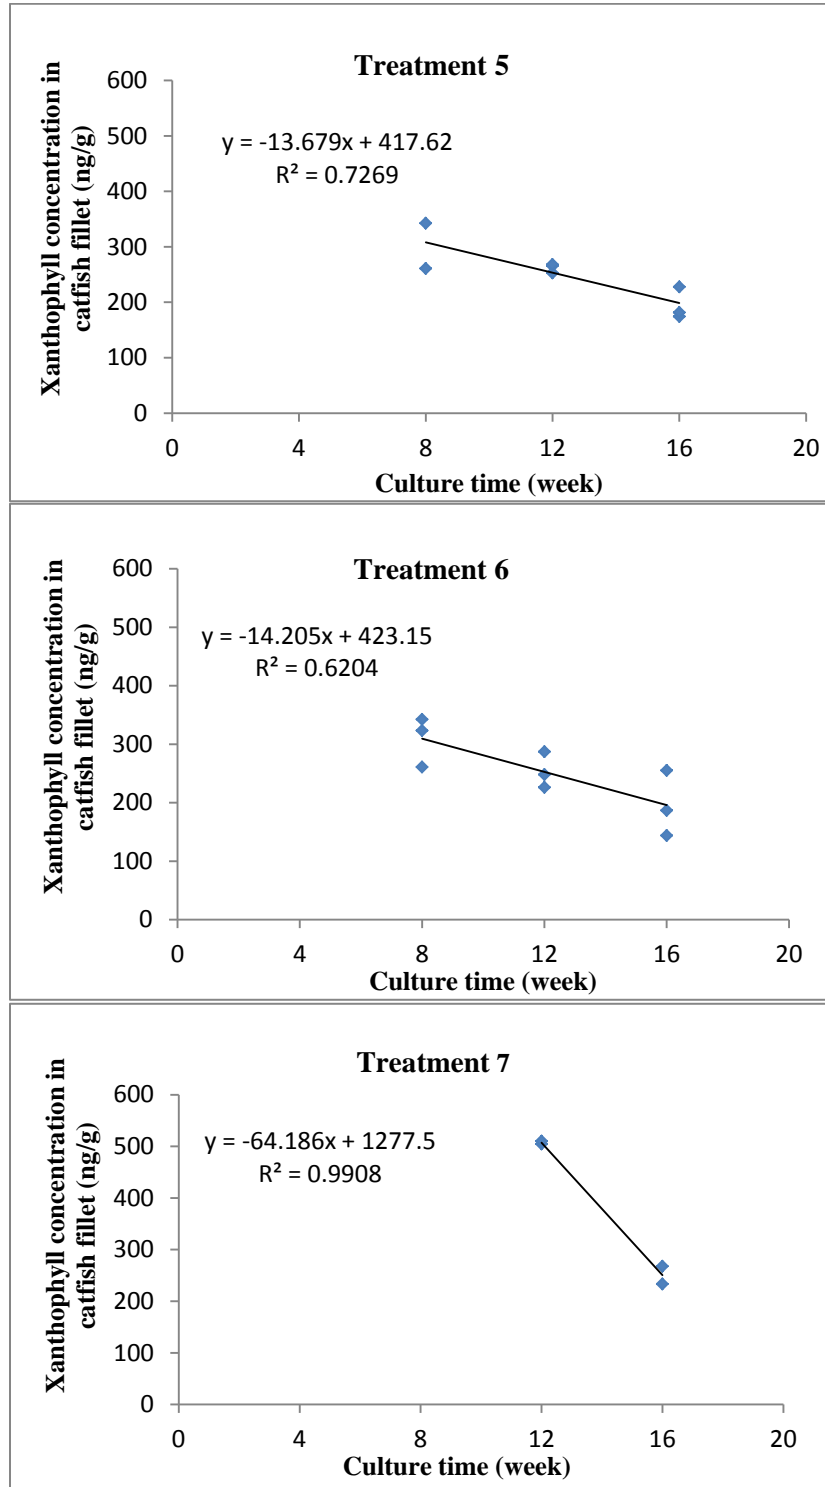 Treatment 5
Xanthophyll concentration in
catfish fillet (ng/g)
600
500
400
300
200
100
0
y = -13.679x + 417.62
R² = 0.7269
0 4 8 12 16 20
Culture time (week)
Treatment 6
Xanthophyll concentration in
catfish fillet (ng/g)
600
500
400
300
200
100
0
y = -14.205x + 423.15
R² = 0.6204
0 4 8 12 16 20
Culture time (week)
Treatment 7
Xanthophyll concentration in
catfish fillet (ng/g)
600
500
400
300
200
100
0
y = -64.186x + 1277.5
R² = 0.9908
0 4 8 12 16 20
Culture time (week)